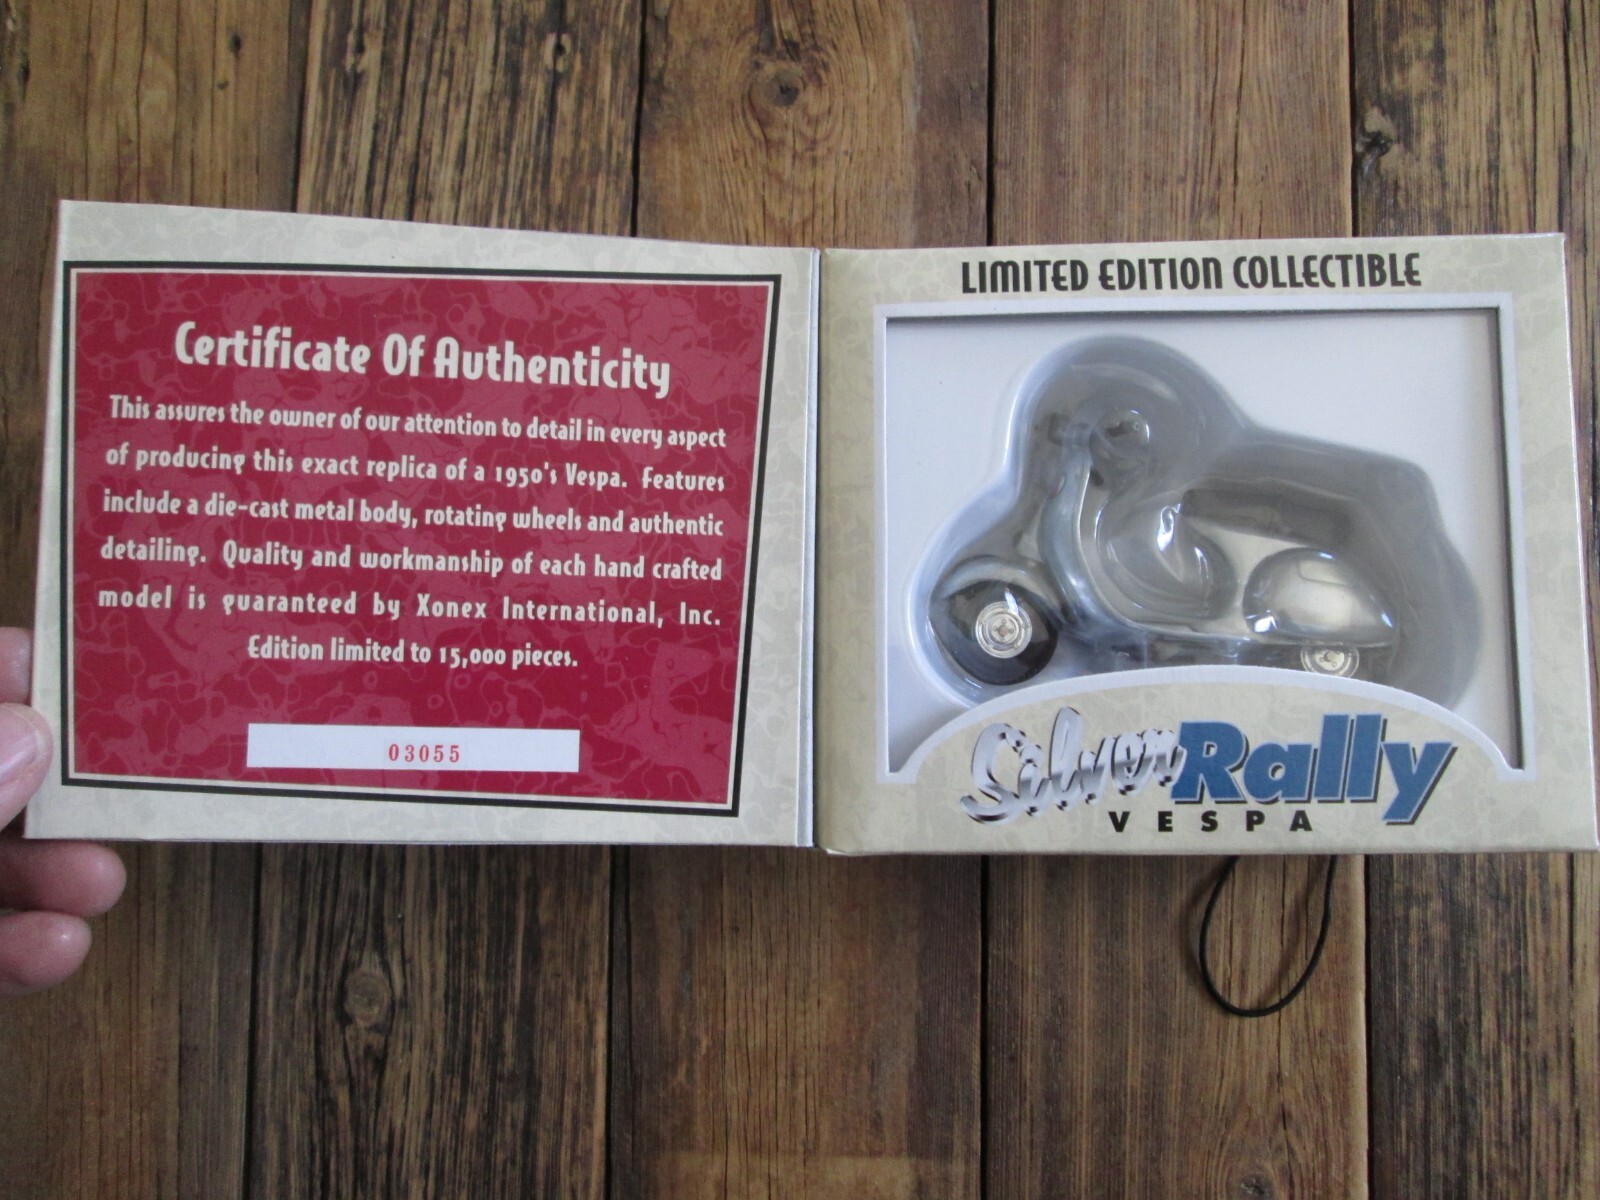 Certificate Of Authenticity
This assures the owner of our attention to detail in every aspect
of producing this exact replica of a 1950's Vespa. Features
include a die-cast metal body, rotating wheels and authentic
detailing. Quality and workmanship of each hand crafted
model is guaranteed by Xonex International, Inc.
Edition limited to 15,000 pieces.
03055
LIMITED EDITION COLLECTIBLE
Silver Rally
VESPA